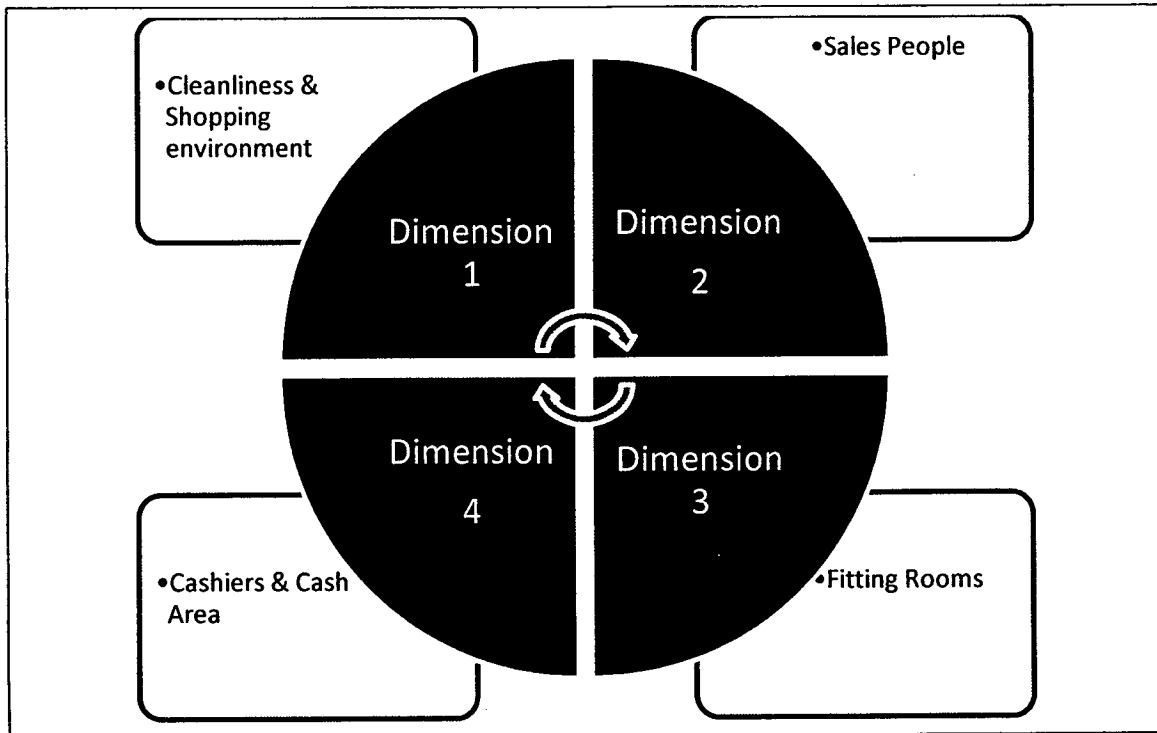 •Cleanliness &
Shopping
environment
•Sales People
Dimension
1
Dimension
2
Dimension
4
Dimension
3
•Cashiers & Cash
Area
•Fitting Rooms